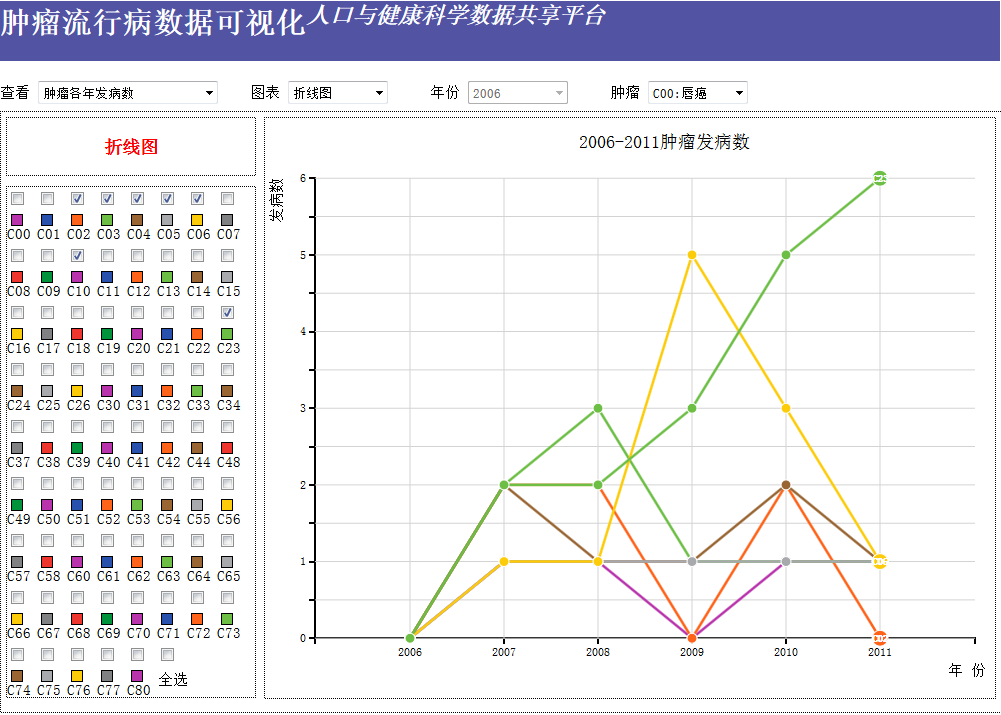 肿瘤流行病数据可视化人口与健康科学数据共享平台
查看 肿瘤各年发病数 图表 折线图 年份 2006 肿瘤 C00:唇癌
折线图
C00 C01 C02 C03 C04 C05 C06 C07
C08 C09 C10 C11 C12 C13 C14 C15
C16 C17 C18 C19 C20 C21 C22 C23
C24 C25 C26 C30 C31 C32 C33 C34
C37 C38 C39 C40 C41 C42 C44 C48
C49 C50 C51 C52 C53 C54 C55 C56
C57 C58 C60 C61 C62 C63 C64 C65
C66 C67 C68 C69 C70 C71 C72 C73
C74 C75 C76 C77 C80 全选
2006-2011肿瘤发病数
发病数
6
5
4
3
2
1
0
2006 2007 2008 2009 2010 2011
年 份